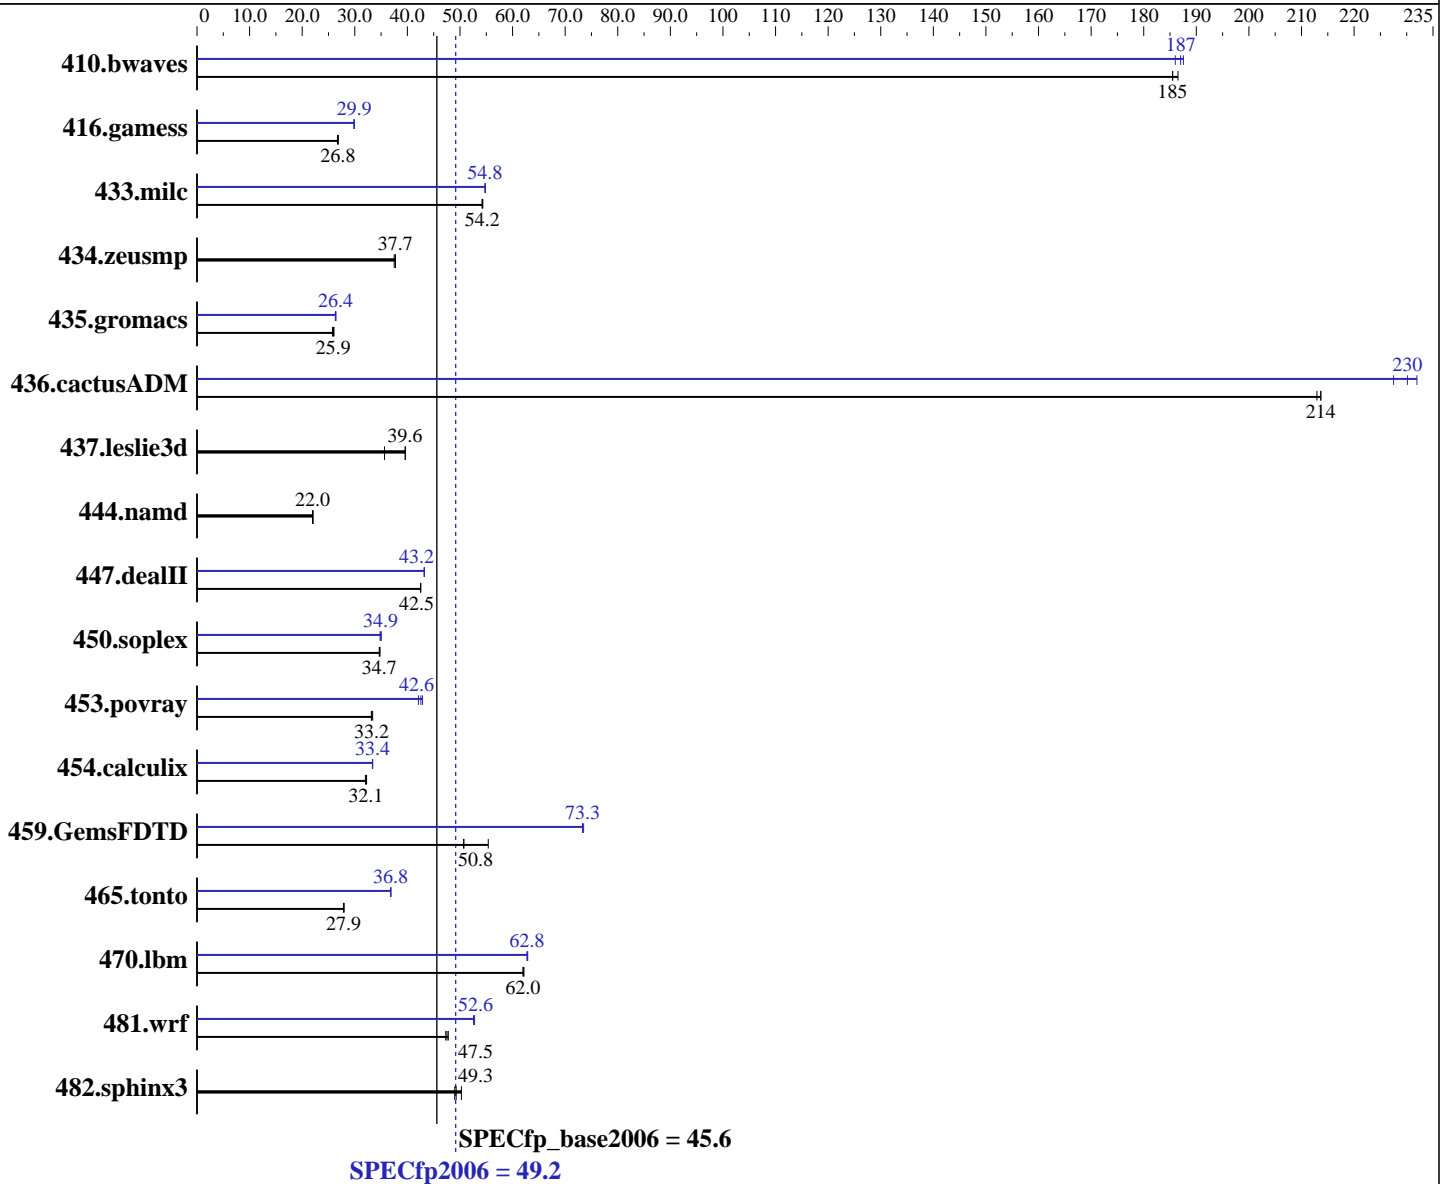 0 10.0 20.0 30.0 40.0 50.0 60.0 70.0 80.0 90.0 100 110 120 130 140 150 160 170 180 190 200 210 220 235
187
410.bwaves
185
29.9
416.gamess
26.8
54.8
433.milc
54.2
37.7
434.zeusmp
26.4
435.gromacs
25.9
230
436.cactusADM
214
39.6
437.leslie3d
22.0
444.namd
43.2
447.dealII
42.5
34.9
450.soplex
34.7
42.6
453.povray
33.2
33.4
454.calculix
32.1
73.3
459.GemsFDTD
50.8
36.8
465.tonto
27.9
62.8
470.lbm
62.0
52.6
481.wrf
47.5
49.3
482.sphinx3
SPECfp_base2006 = 45.6
SPECfp2006 = 49.2